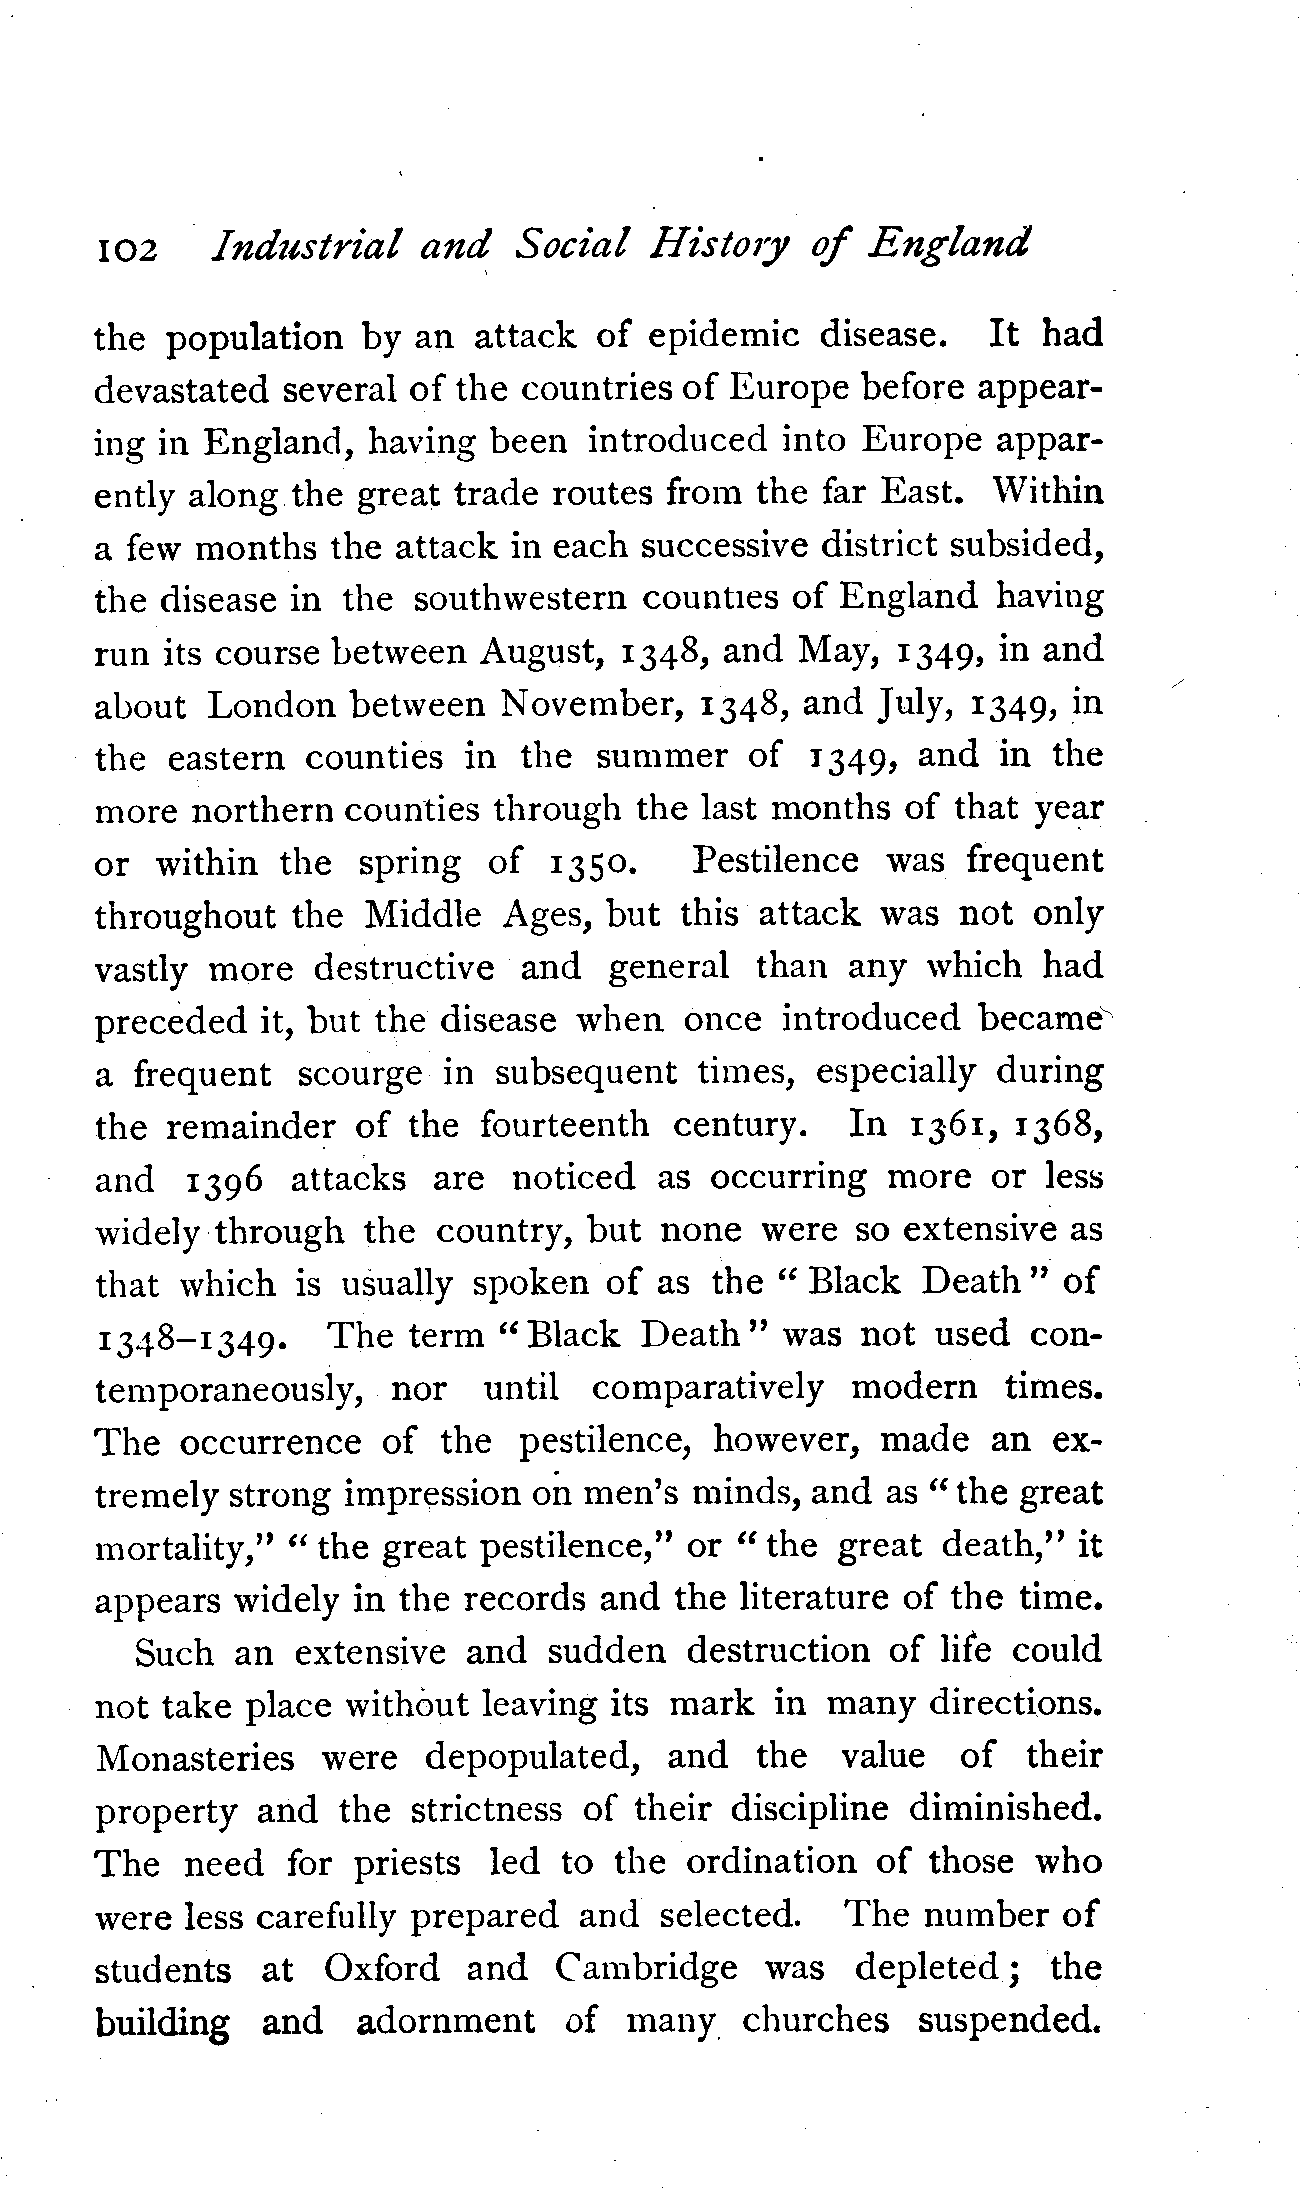 102 Industrial and Social History of England
the population by an attack of epidemic disease. It had
devastated several of the countries of Europe before appear-
ing in England, having been introduced into Europe appar-
ently along the great trade routes from the far East. Within
a few months the attack in each successive district subsided,
the disease in the southwestern counties of England having
run its course between August, 1348, and May, 1349, in and
about London between November, 1348, and July, 1349, in
the eastern counties in the summer of 1349, and in the
more northern counties through the last months of that year
or within the spring of 1350. Pestilence was frequent
throughout the Middle Ages, but this attack was not only
vastly more destructive and general than any which had
preceded it, but the disease when once introduced became
a frequent scourge in subsequent times, especially during
the remainder of the fourteenth century. In 1361, 1368,
and 1396 attacks are noticed as occurring more or less
widely through the country, but none were so extensive as
that which is usually spoken of as the “Black Death” of
1348–1349. The term “Black Death” was not used con-
temporaneously, nor until comparatively modern times.
The occurrence of the pestilence, however, made an ex-
tremely strong impression on men's minds, and as “the great
mortality,” “the great pestilence,” or “the great death,” it
appears widely in the records and the literature of the time.
Such an extensive and sudden destruction of life could
not take place without leaving its mark in many directions.
Monasteries were depopulated, and the value of their
property and the strictness of their discipline diminished.
The need for priests led to the ordination of those who
were less carefully prepared and selected. The number of
students at Oxford and Cambridge was depleted; the
building and adornment of many churches suspended.